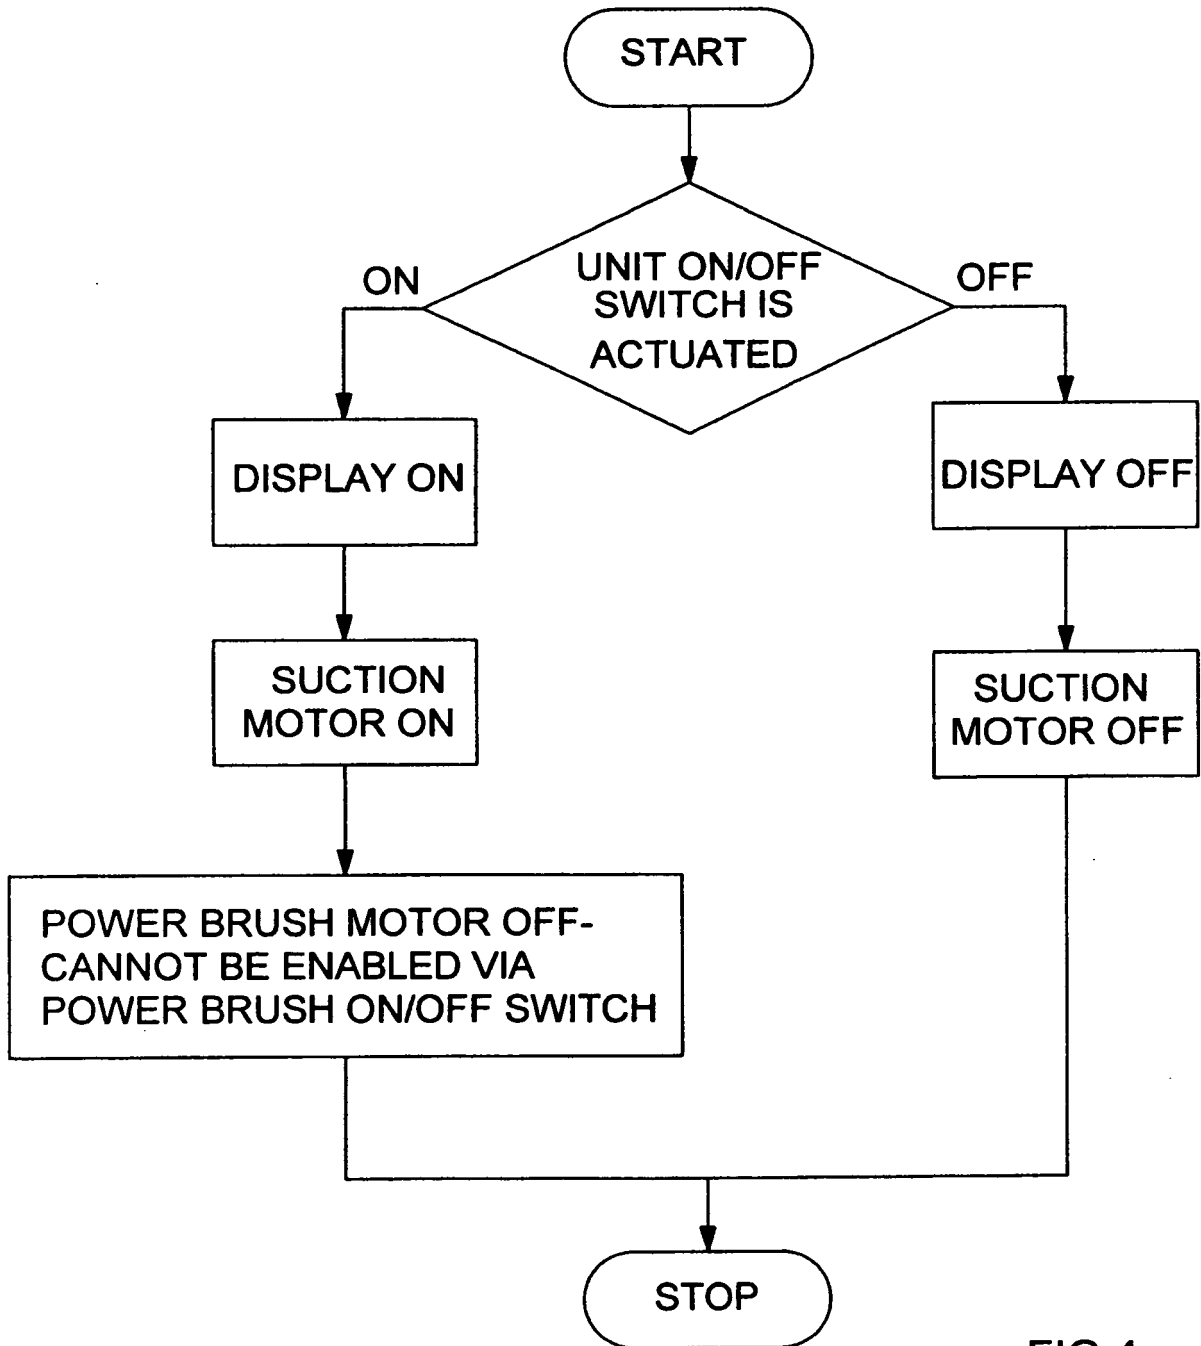 START
UNIT ON/OFF
SWITCH IS
ACTUATED
ON
OFF
DISPLAY ON
DISPLAY OFF
SUCTION
MOTOR ON
SUCTION
MOTOR OFF
POWER BRUSH MOTOR OFF-
CANNOT BE ENABLED VIA
POWER BRUSH ON/OFF SWITCH
STOP